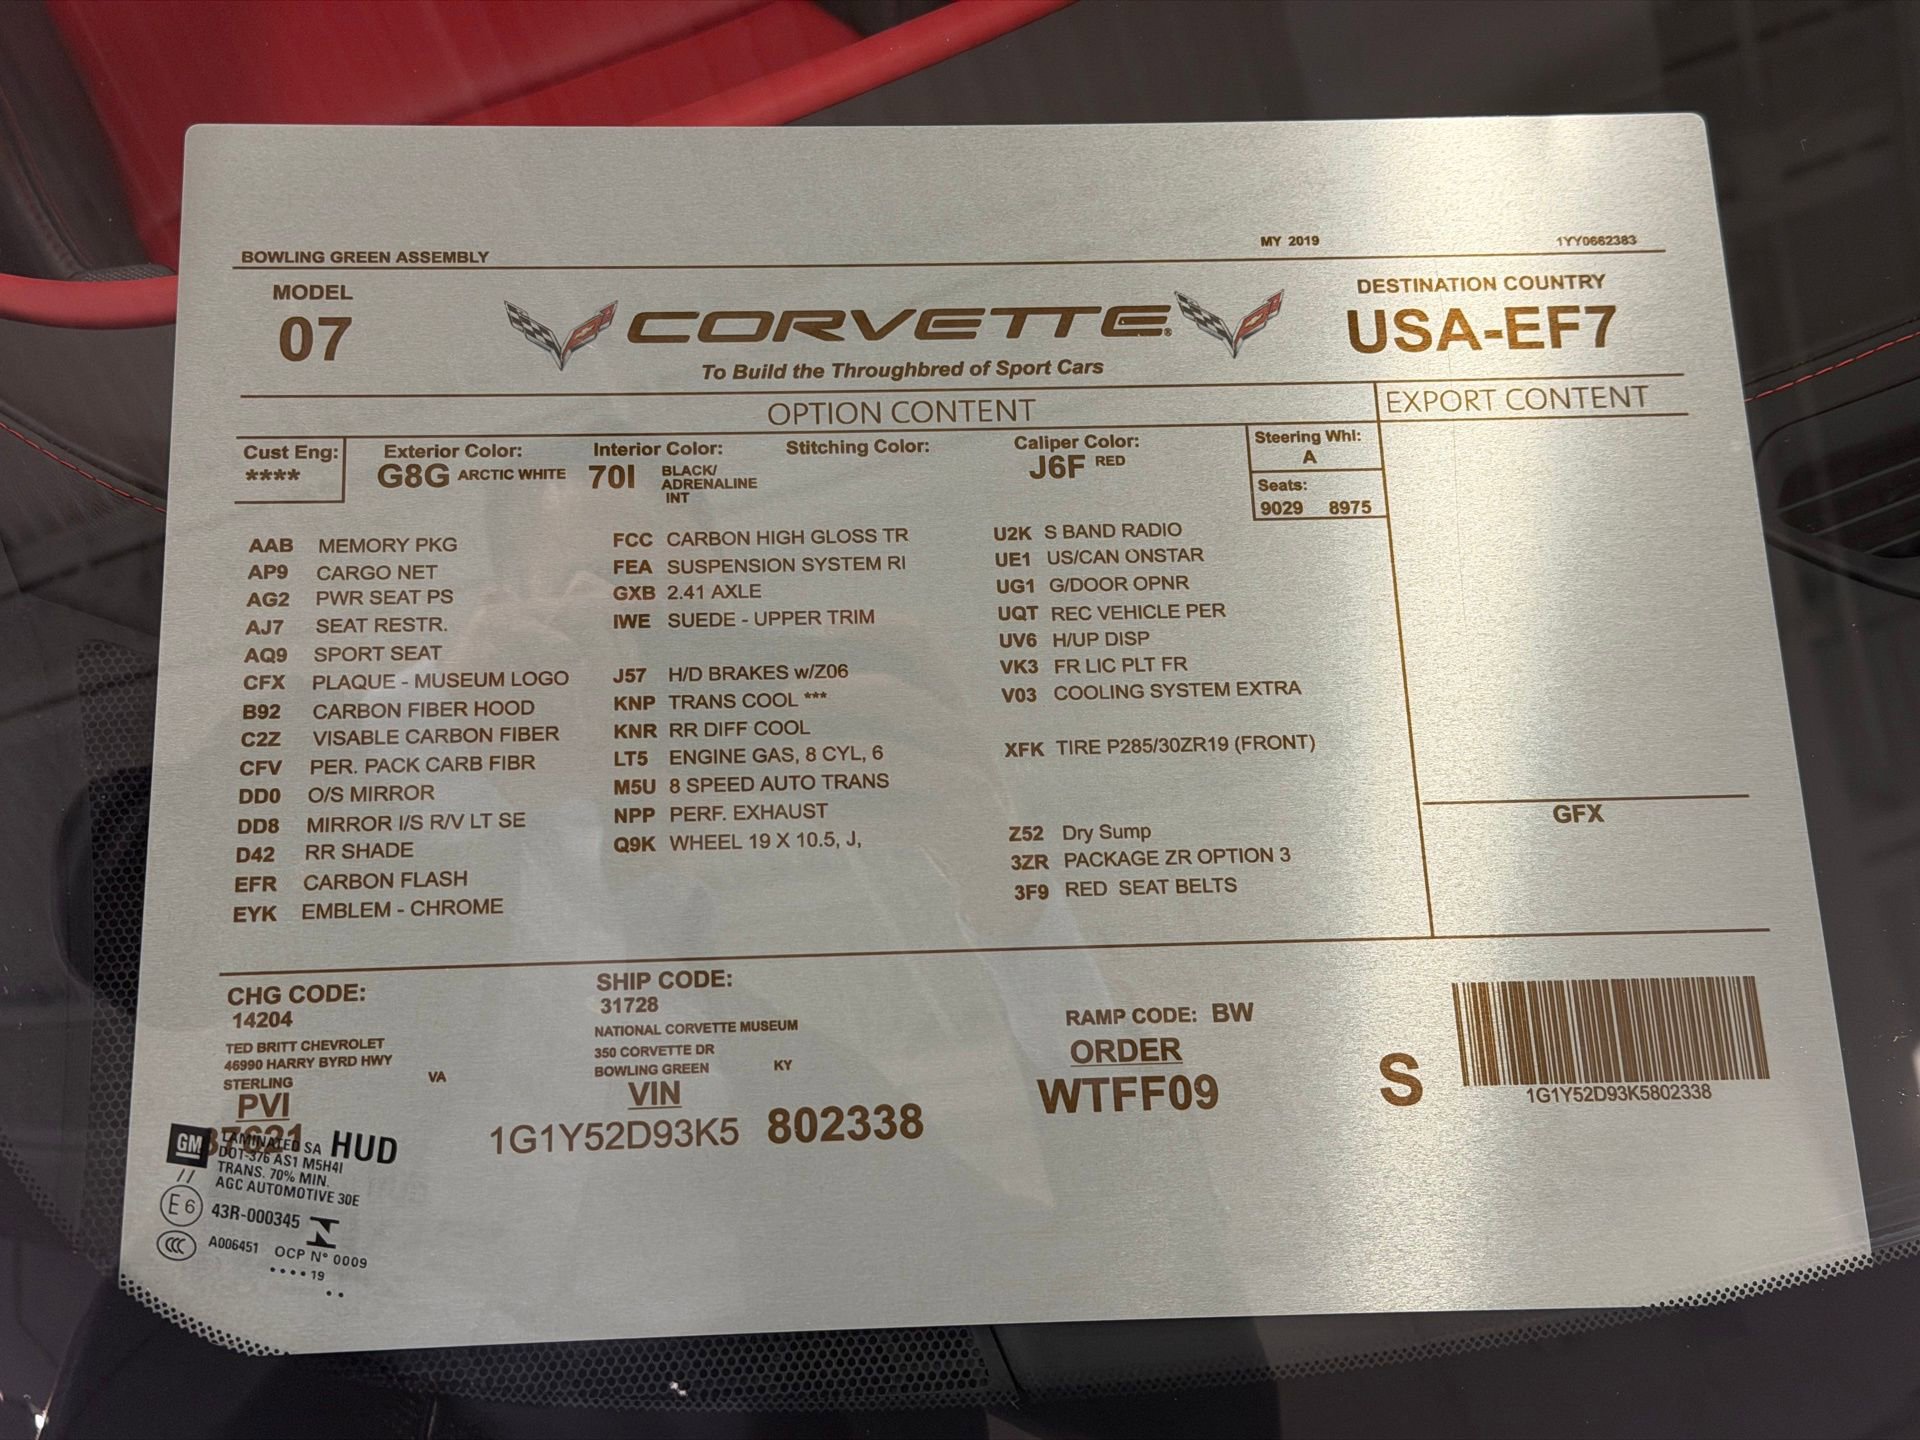 BOWLING GREEN ASSEMBLY MY 2019 1YY0662383
MODEL
07
CORVETTE®
To Build the Throughbred of Sport Cars
DESTINATION COUNTRY
USA-EF7
OPTION CONTENT
EXPORT CONTENT
Cust Eng:
****
Exterior Color:
G8G ARCTIC WHITE
Interior Color:
70I BLACK/
ADRENALINE
INT
Stitching Color:
Caliper Color:
J6F RED
Steering Whl:
A
Seats:
9029 8975
AAB MEMORY PKG
AP9 CARGO NET
AG2 PWR SEAT PS
AJ7 SEAT RESTR.
AQ9 SPORT SEAT
CFX PLAQUE - MUSEUM LOGO
B92 CARBON FIBER HOOD
C2Z VISABLE CARBON FIBER
CFV PER. PACK CARB FIBR
DD0 O/S MIRROR
DD8 MIRROR I/S R/V LT SE
D42 RR SHADE
EFR CARBON FLASH
EYK EMBLEM - CHROME
FCC CARBON HIGH GLOSS TR
FEA SUSPENSION SYSTEM RI
GXB 2.41 AXLE
IWE SUEDE - UPPER TRIM
J57 H/D BRAKES w/Z06
KNP TRANS COOL ***
KNR RR DIFF COOL
LT5 ENGINE GAS, 8 CYL, 6
M5U 8 SPEED AUTO TRANS
NPP PERF. EXHAUST
Q9K WHEEL 19 X 10.5, J,
U2K S BAND RADIO
UE1 US/CAN ONSTAR
UG1 G/DOOR OPNR
UQT REC VEHICLE PER
UV6 H/UP DISP
VK3 FR LIC PLT FR
V03 COOLING SYSTEM EXTRA
XFK TIRE P285/30ZR19 (FRONT)
Z52 Dry Sump
3ZR PACKAGE ZR OPTION 3
3F9 RED SEAT BELTS
GFX
CHG CODE:
14204
TED BRITT CHEVROLET
46990 HARRY BYRD HWY
STERLING VA
PVI
37621
SHIP CODE:
31728
NATIONAL CORVETTE MUSEUM
350 CORVETTE DR
BOWLING GREEN KY
VIN
1G1Y52D93K5 802338
RAMP CODE: BW
ORDER
WTFF09
S
1G1Y52D93K5802338
GM LAMINATED SA HUD
DOT-376 AS1 M5H4I
TRANS. 70% MIN.
AGC AUTOMOTIVE 30E
E6 43R-000345
CCC A006451 OCP N° 0009
•••• 19
••